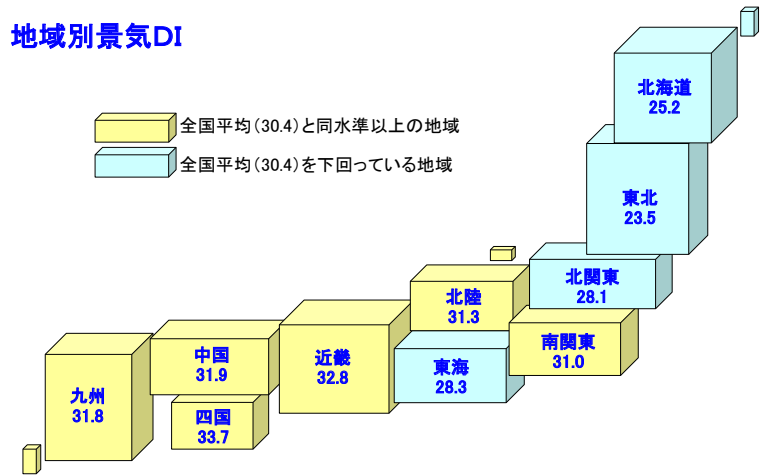 地域別景気DI
全国平均（30.4）と同水準以上の地域
全国平均（30.4）を下回っている地域
北海道
25.2
東北
23.5
北関東
28.1
北陸
31.3
南関東
31.0
東海
28.3
近畿
32.8
中国
31.9
四国
33.7
九州
31.8